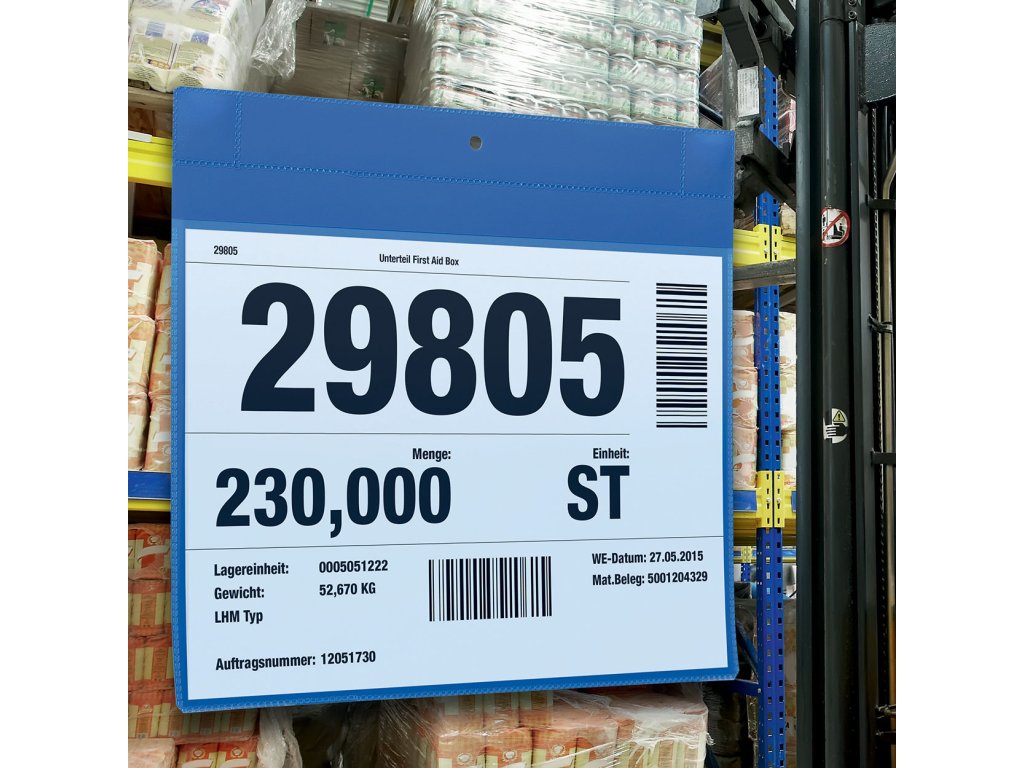 29805
Unterteil First Aid Box
29805
Menge:
Einheit:
230,000
ST
Lagereinheit: 0005051222
Gewicht: 52,670 KG
LHM Typ
WE-Datum: 27.05.2015
Mat.Beleg: 5001204329
Auftragsnummer: 12051730